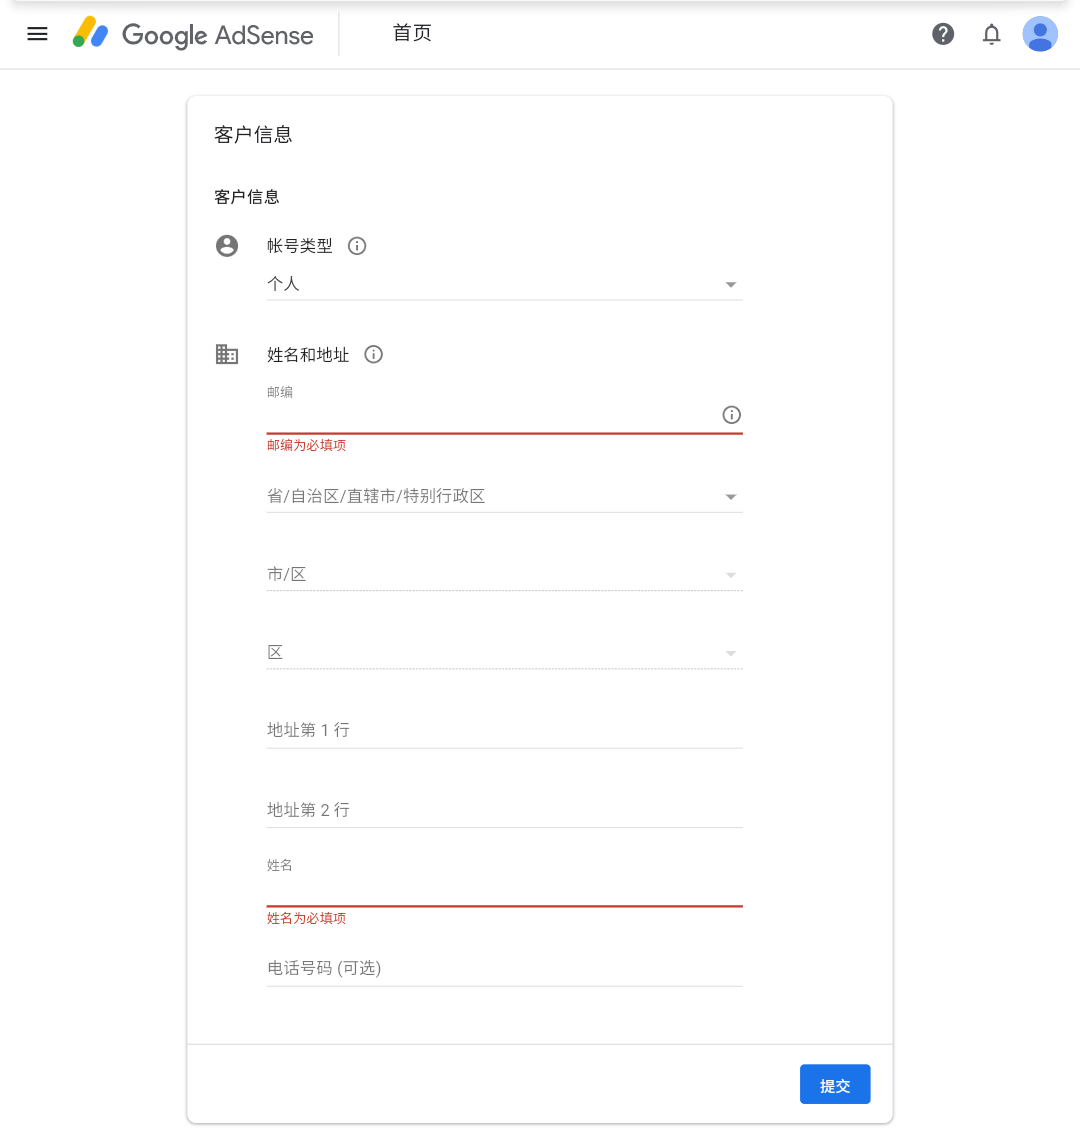 Google AdSense
首页
客户信息
客户信息
帐号类型
个人
姓名和地址
邮编
邮编为必填项
省/自治区/直辖市/特别行政区
市/区
区
地址第 1 行
地址第 2 行
姓名
姓名为必填项
电话号码 (可选)
提交